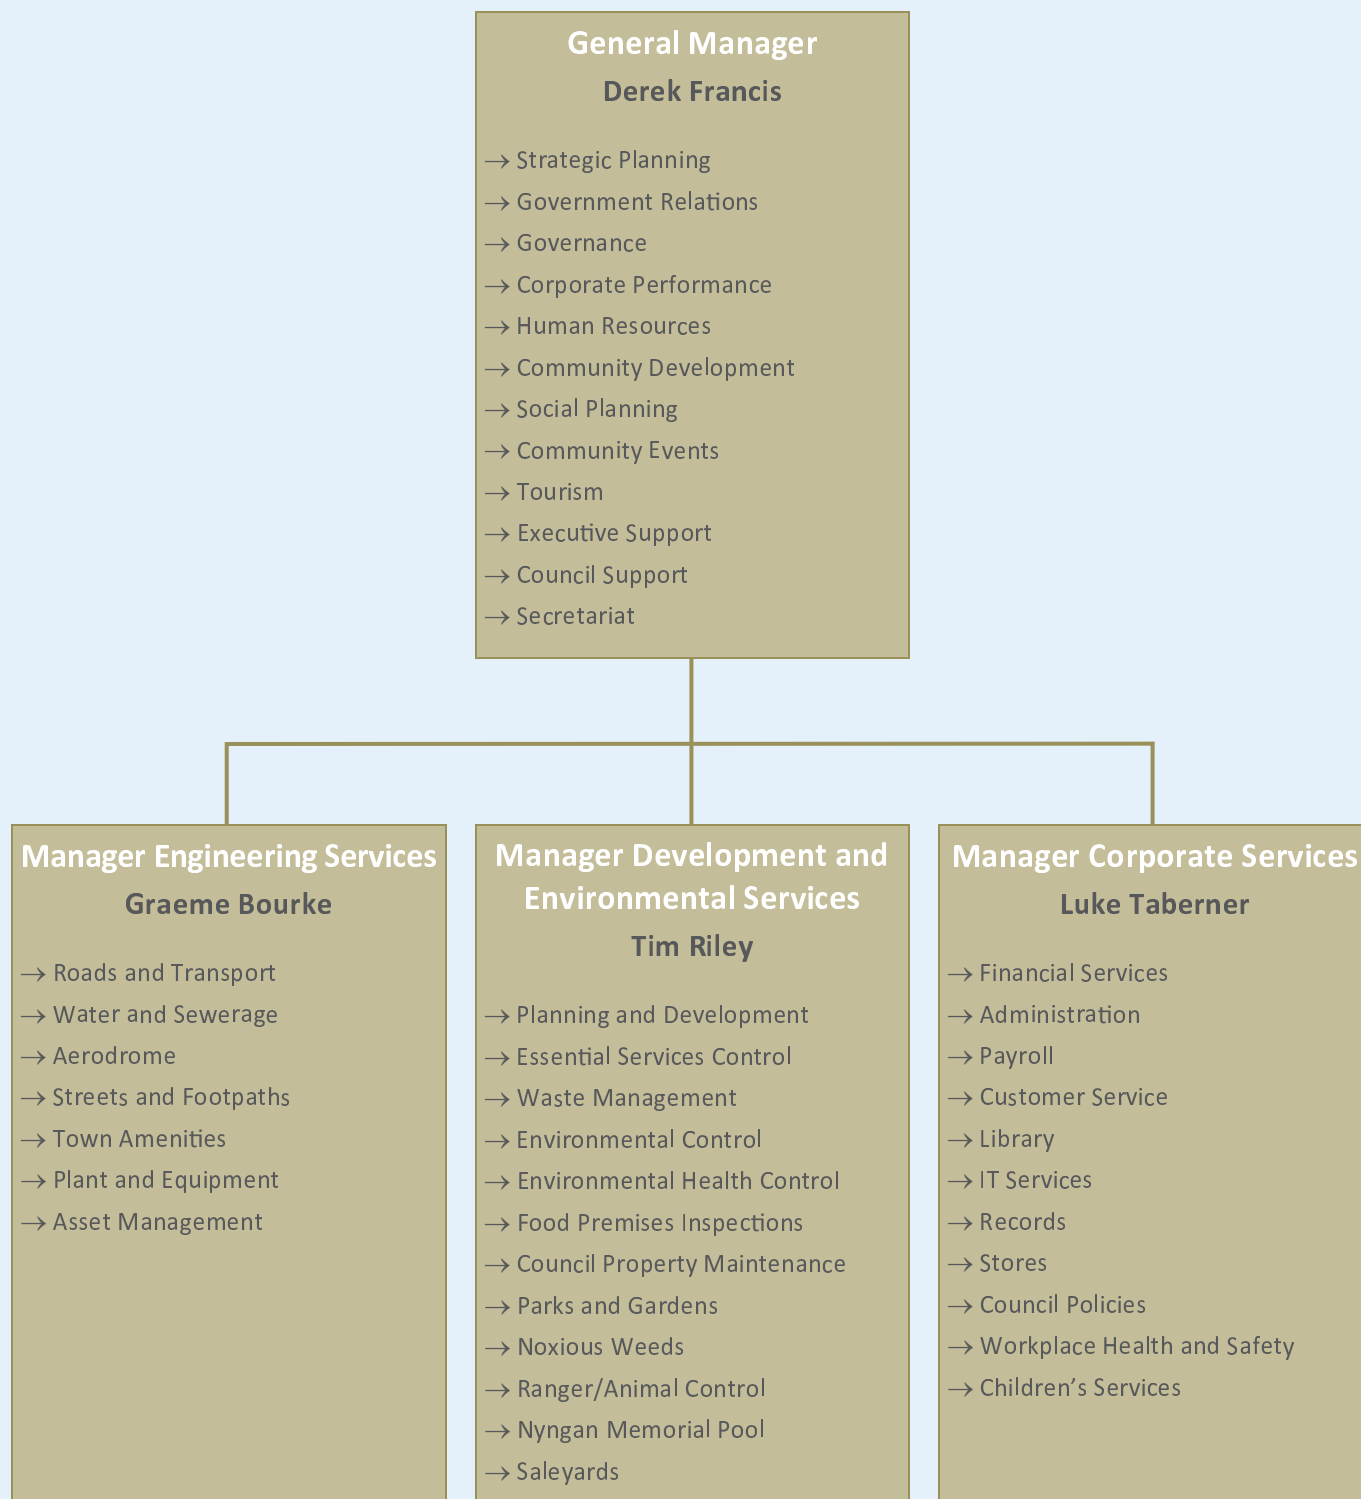 General Manager
Derek Francis
→ Strategic Planning
→ Government Relations
→ Governance
→ Corporate Performance
→ Human Resources
→ Community Development
→ Social Planning
→ Community Events
→ Tourism
→ Executive Support
→ Council Support
→ Secretariat
Manager Engineering Services
Graeme Bourke
→ Roads and Transport
→ Water and Sewerage
→ Aerodrome
→ Streets and Footpaths
→ Town Amenities
→ Plant and Equipment
→ Asset Management
Manager Development and
Environmental Services
Tim Riley
→ Planning and Development
→ Essential Services Control
→ Waste Management
→ Environmental Control
→ Environmental Health Control
→ Food Premises Inspections
→ Council Property Maintenance
→ Parks and Gardens
→ Noxious Weeds
→ Ranger/Animal Control
→ Nyngan Memorial Pool
→ Saleyards
Manager Corporate Services
Luke Taberner
→ Financial Services
→ Administration
→ Payroll
→ Customer Service
→ Library
→ IT Services
→ Records
→ Stores
→ Council Policies
→ Workplace Health and Safety
→ Children’s Services